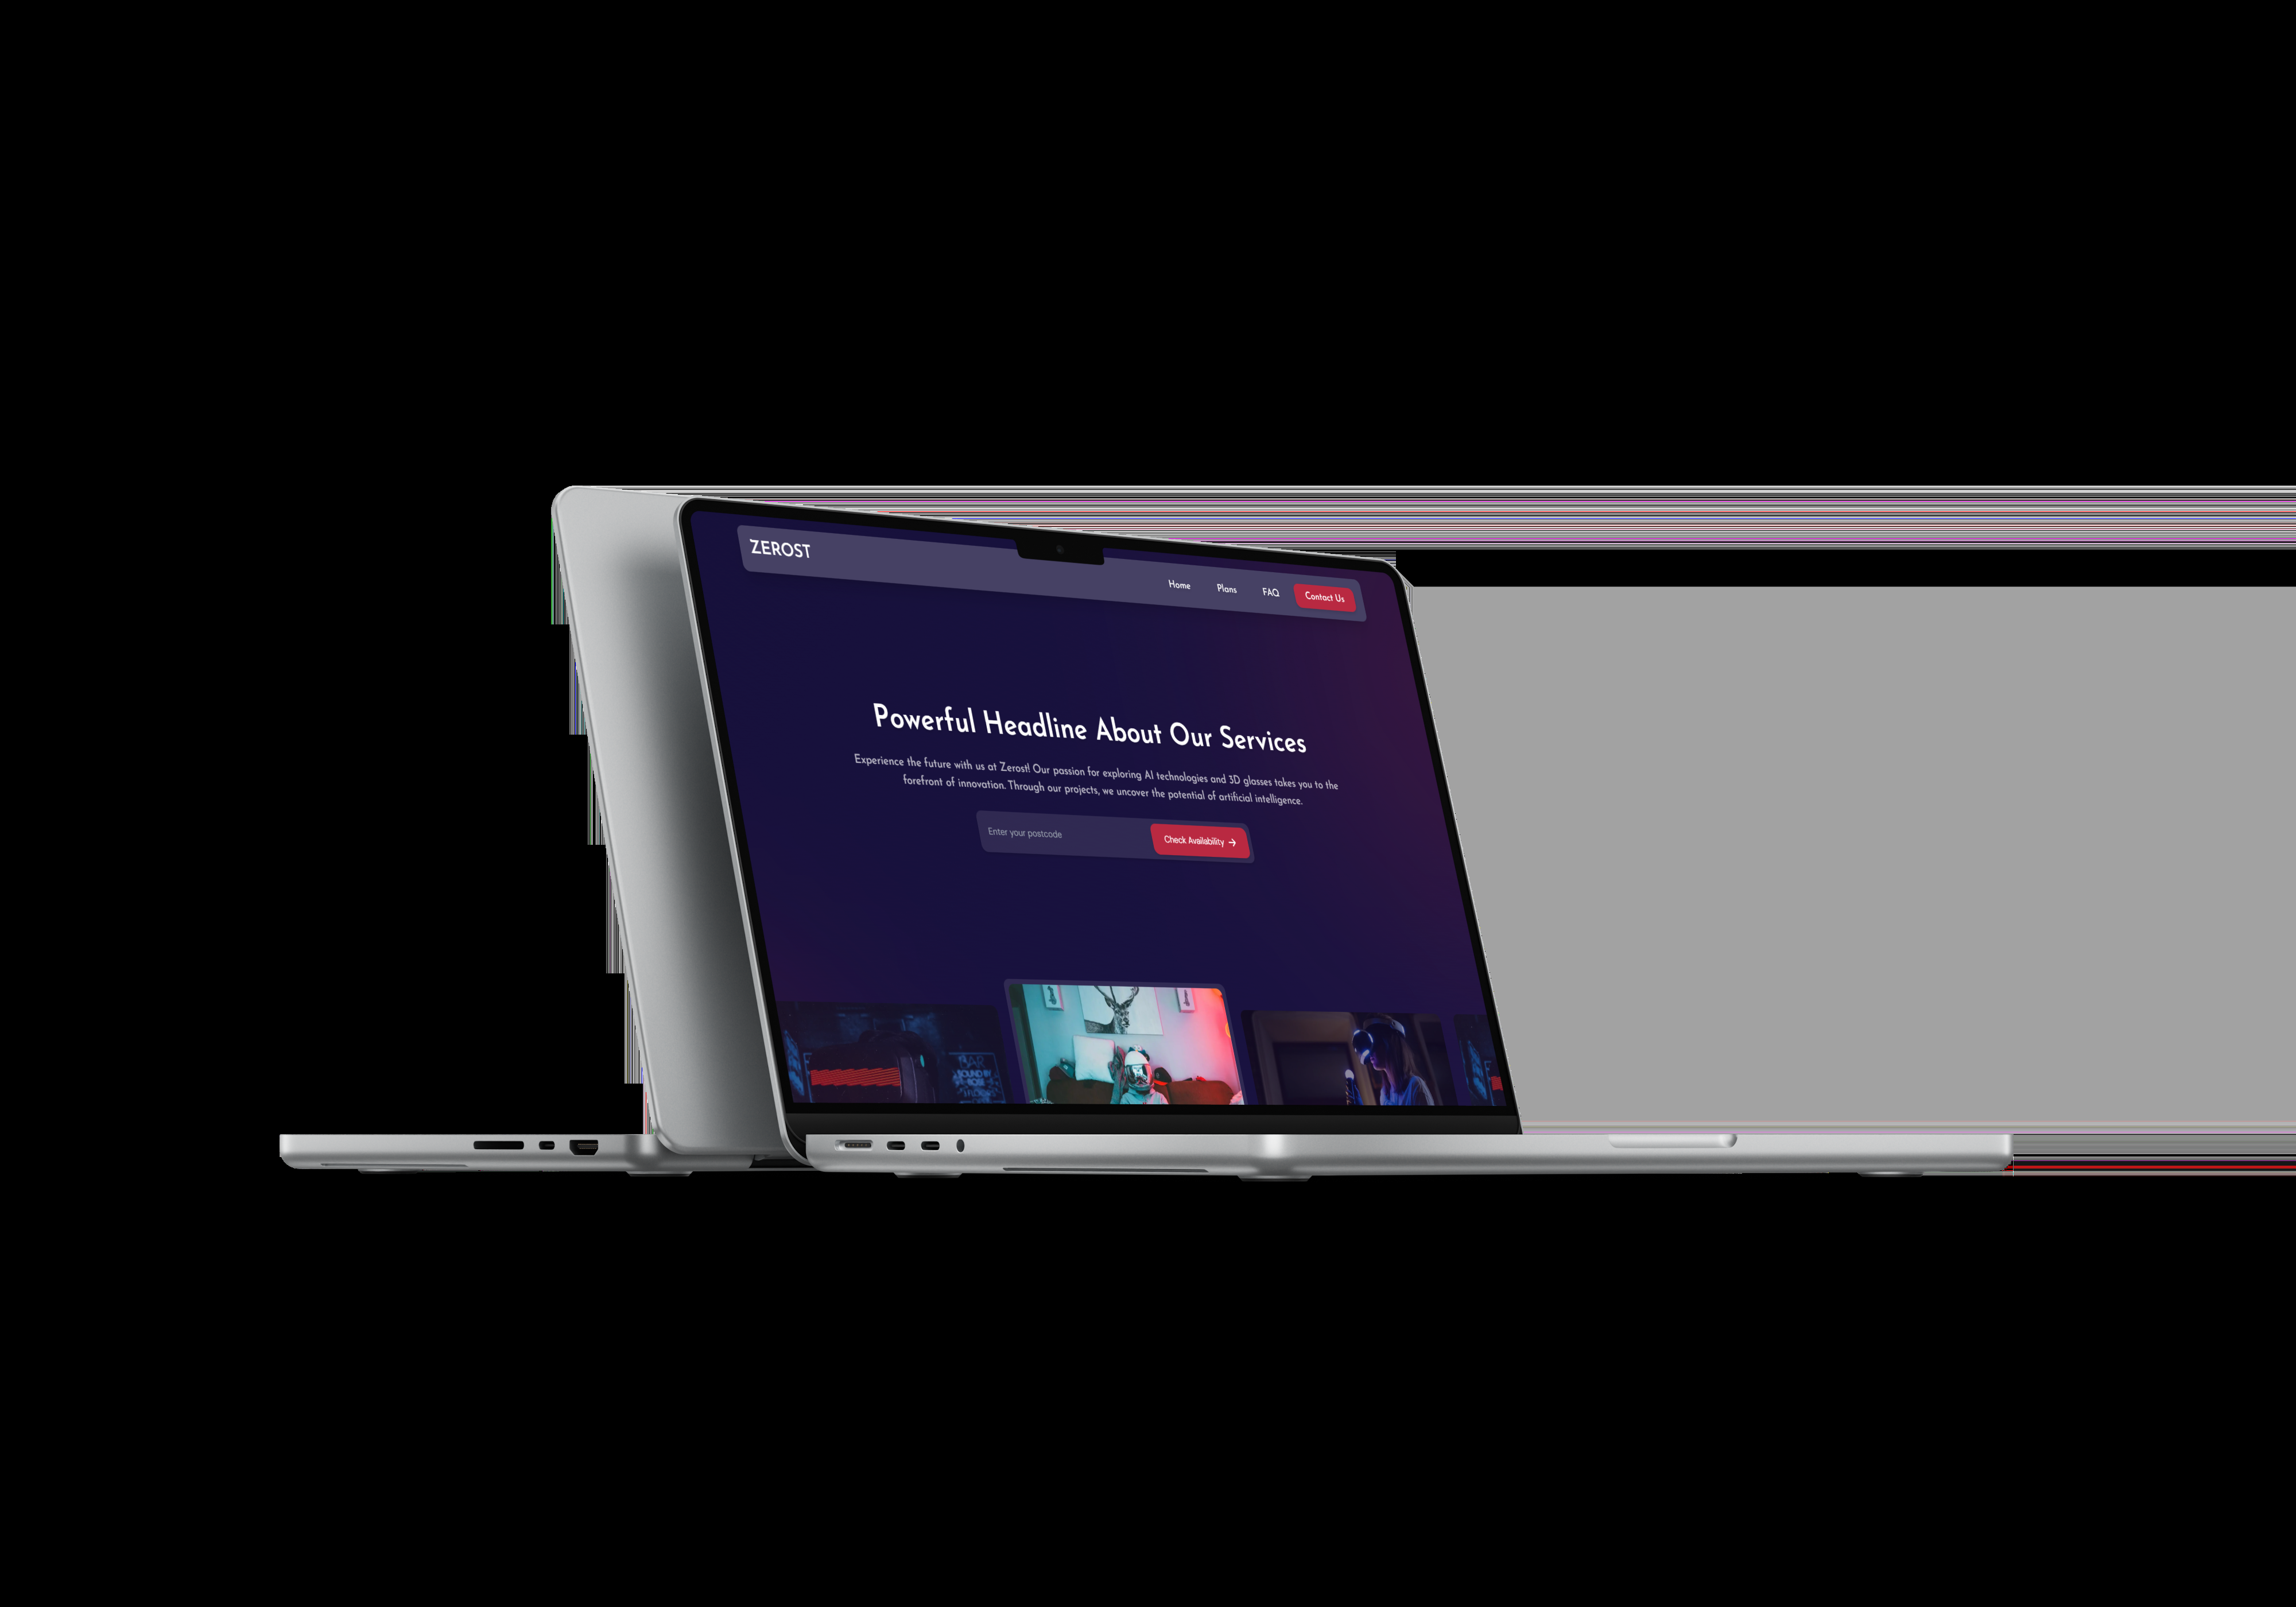 ZEROST
Home Plans FAQ Contact Us
Powerful Headline About Our Services
Experience the future with us at Zerost! Our passion for exploring AI technologies and 3D glasses takes you to the
forefront of innovation. Through our projects, we uncover the potential of artificial intelligence.
Enter your postcode Check Availability →
BAR